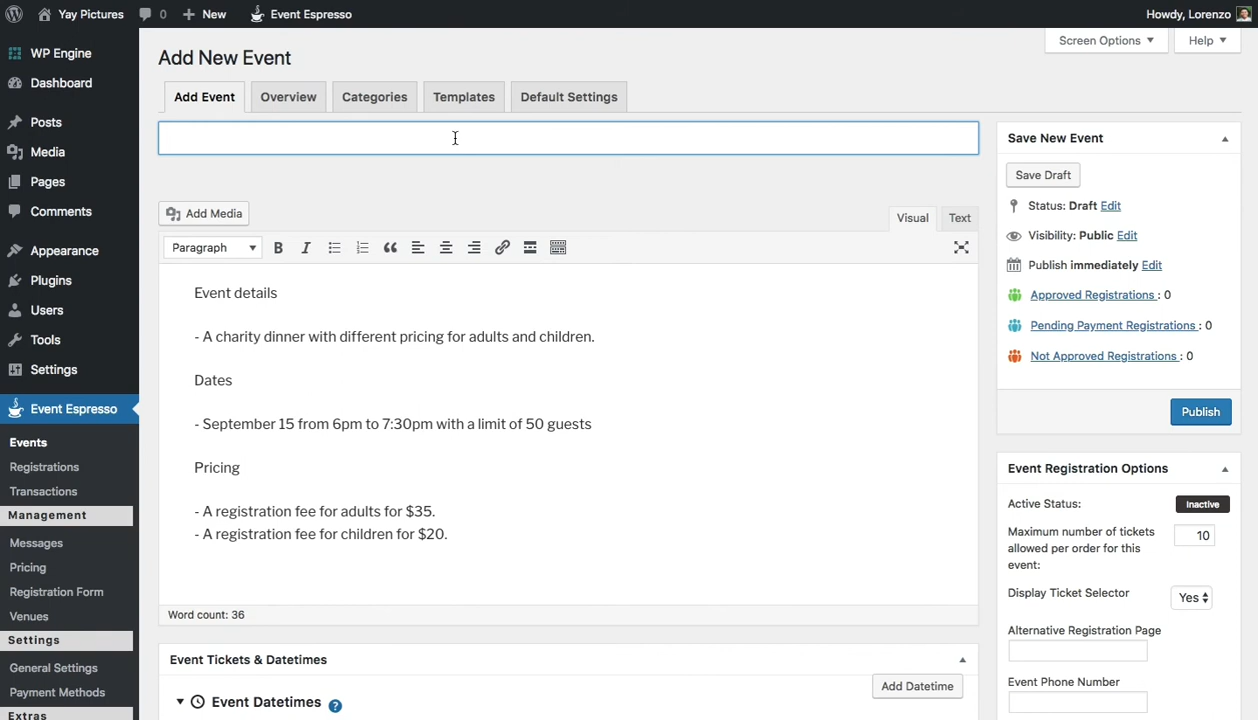 Yay Pictures
0
New
Event Espresso
Howdy, Lorenzo
WP Engine
Dashboard
Posts
Media
Pages
Comments
Appearance
Plugins
Users
Tools
Settings
Event Espresso
Events
Registrations
Transactions
Management
Messages
Pricing
Registration Form
Venues
Settings
General Settings
Payment Methods
Extras
Screen Options
Help
Add New Event
Add Event
Overview
Categories
Templates
Default Settings
Add Media
Visual
Text
Paragraph
B
I
Event details
- A charity dinner with different pricing for adults and children.
Dates
- September 15 from 6pm to 7:30pm with a limit of 50 guests
Pricing
- A registration fee for adults for $35.
- A registration fee for children for $20.
Word count: 36
Event Tickets & Datetimes
Add Datetime
Event Datetimes
?
Save New Event
Save Draft
Status: Draft Edit
Visibility: Public Edit
Publish immediately Edit
Approved Registrations : 0
Pending Payment Registrations : 0
Not Approved Registrations : 0
Publish
Event Registration Options
Active Status:
Inactive
Maximum number of tickets
allowed per order for this
event:
10
Display Ticket Selector
Yes
Alternative Registration Page
Event Phone Number